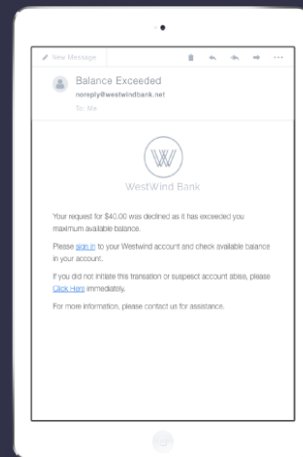 New Message
Balance Exceeded
noreply@westwindbank.net
To: Me
W
WestWind Bank
Your request for $40.00 was declined as it has exceeded you
maximum available balance.
Please sign in to your Westwind account and check available balance
in your account.
If you did not initiate this transation or suspect account abise, please
Click Here immediately.
For more information, please contact us for assistance.